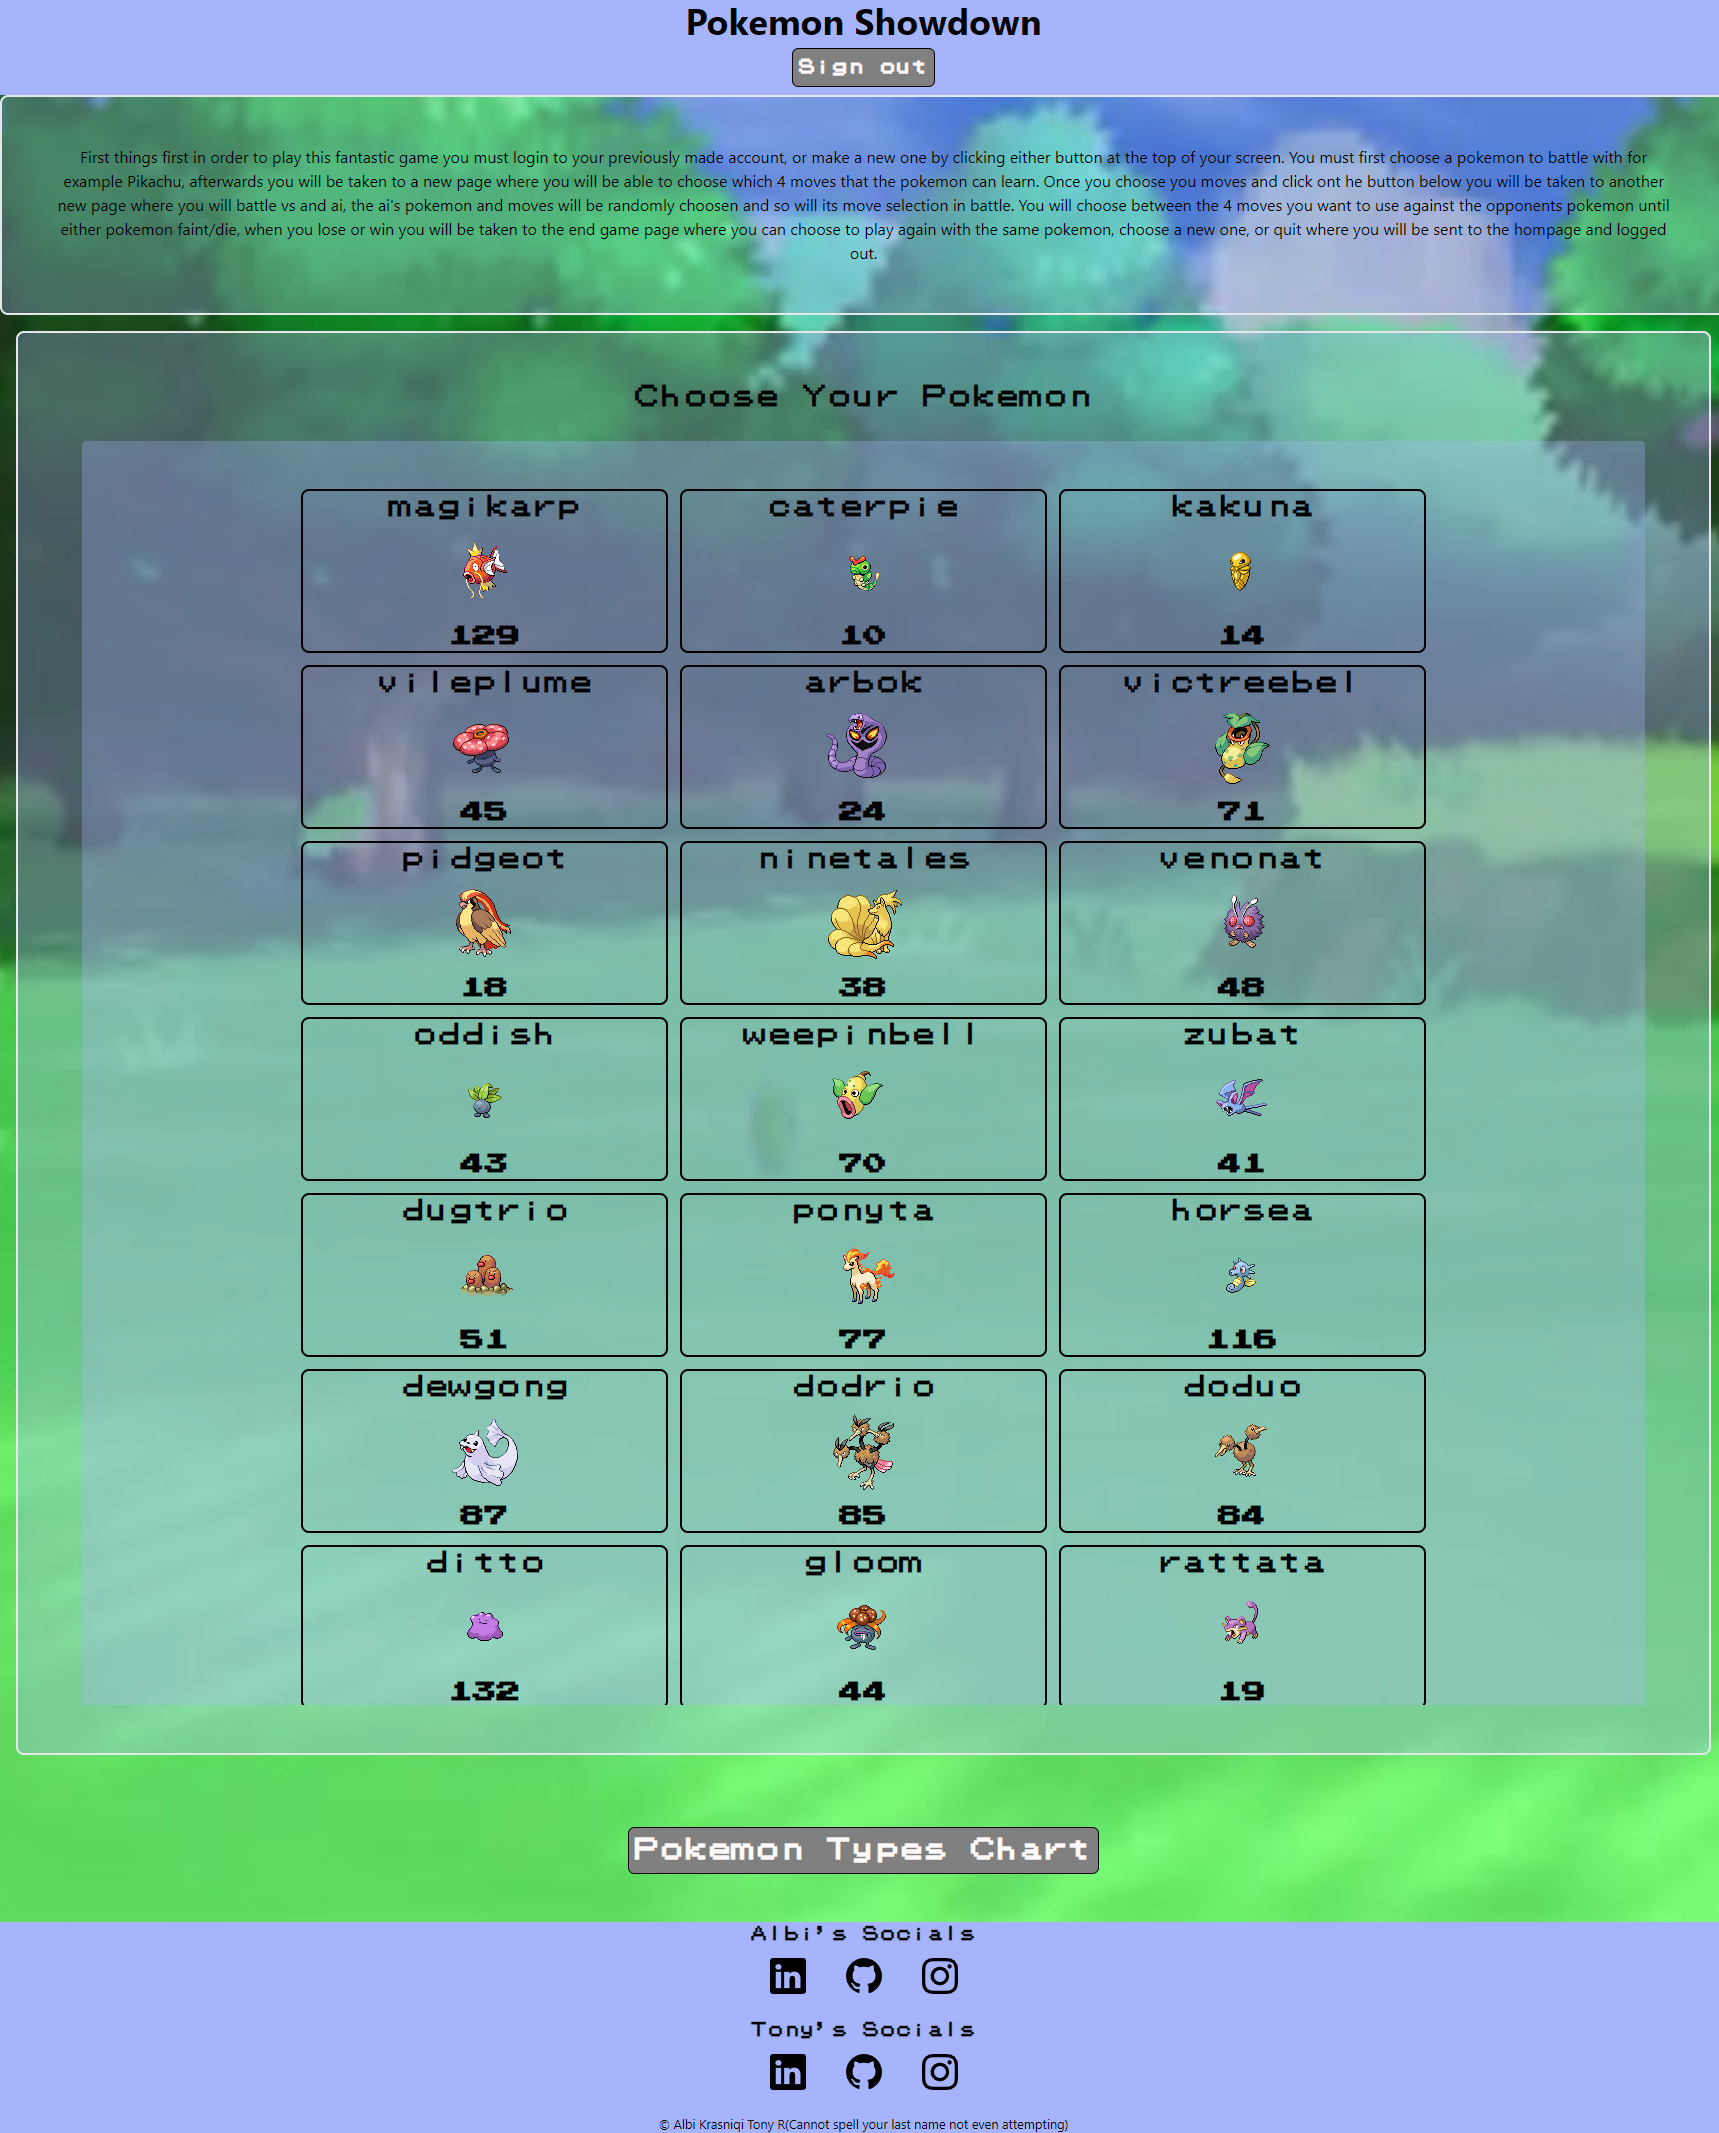 Pokemon Showdown
Sign out
First things first in order to play this fantastic game you must login to your previously made account, or make a new one by clicking either button at the top of your screen. You must first choose a pokemon to battle with for
example Pikachu, afterwards you will be taken to a new page where you will be able to choose which 4 moves that the pokemon can learn. Once you choose you moves and click ont he button below you will be taken to another
new page where you will battle vs and ai, the ai's pokemon and moves will be randomly choosen and so will its move selection in battle. You will choose between the 4 moves you want to use against the opponents pokemon until
either pokemon faint/die, when you lose or win you will be taken to the end game page where you can choose to play again with the same pokemon, choose a new one, or quit where you will be sent to the hompage and logged
out.
Choose Your Pokemon
magikarp caterpie kakuna
129 10 14
vileplume arbok victreebel
45 24 71
pidgeot ninetales venonat
18 38 48
oddish weepinbell zubat
43 70 41
dugtrio ponyta horsea
51 77 116
dewgong dodrio doduo
87 85 84
ditto gloom rattata
132 44 19
Pokemon Types Chart
Albi's Socials
in
Tony's Socials
in
© Albi Krasniqi Tony R(Cannot spell your last name not even attempting)